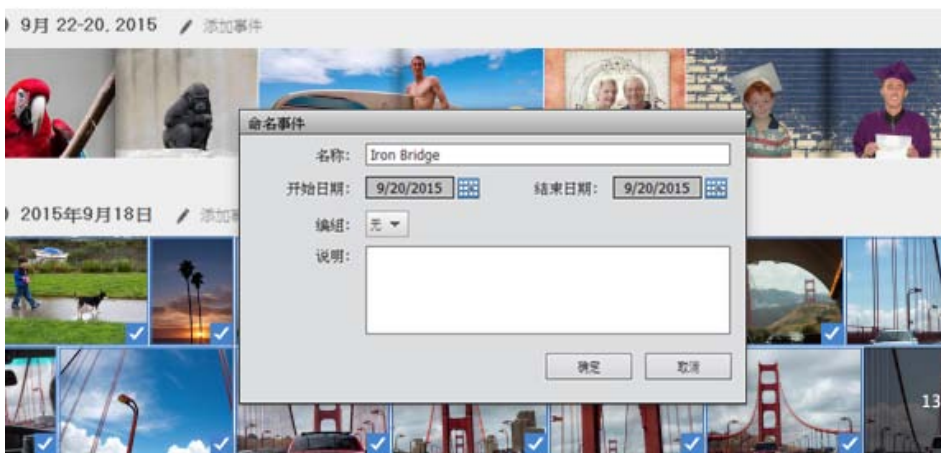 9月 22-20, 2015 添加事件
命名事件
名称: Iron Bridge
开始日期: 9/20/2015 结束日期: 9/20/2015
2015年9月18日 添加
编组: 无
说明:
确定 取消
13